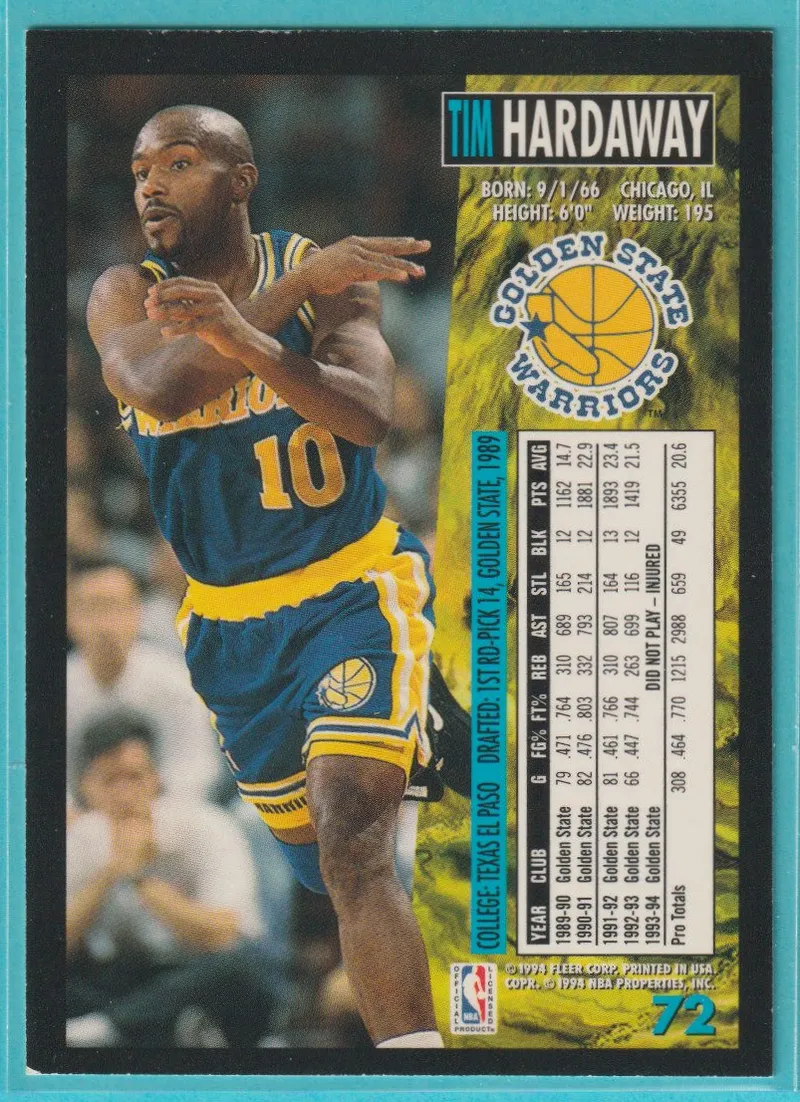 TIM HARDAWAY
BORN: 9/1/66 CHICAGO, IL
HEIGHT: 6'0" WEIGHT: 195
GOLDEN STATE
WARRIORS
TM
WARRIO
10
COLLEGE: TEXAS EL PASO DRAFTED: 1ST RD-PICK 14, GOLDEN STATE, 1989
YEAR CLUB G FG% FT% REB AST STL BLK PTS AVG
1989-90 Golden State 79 .471 .764 310 689 165 12 1162 14.7
1990-91 Golden State 82 .476 .803 332 793 214 12 1881 22.9
1991-92 Golden State 81 .461 .766 310 807 164 13 1893 23.4
1992-93 Golden State 66 .447 .744 263 699 116 12 1419 21.5
1993-94 Golden State DID NOT PLAY – INJURED
Pro Totals 308 .464 .770 1215 2988 659 49 6355 20.6
OFFICIAL LICENSED
NBA
PRODUCT
© 1994 FLEER CORP. PRINTED IN USA.
COPR. © 1994 NBA PROPERTIES, INC.
72